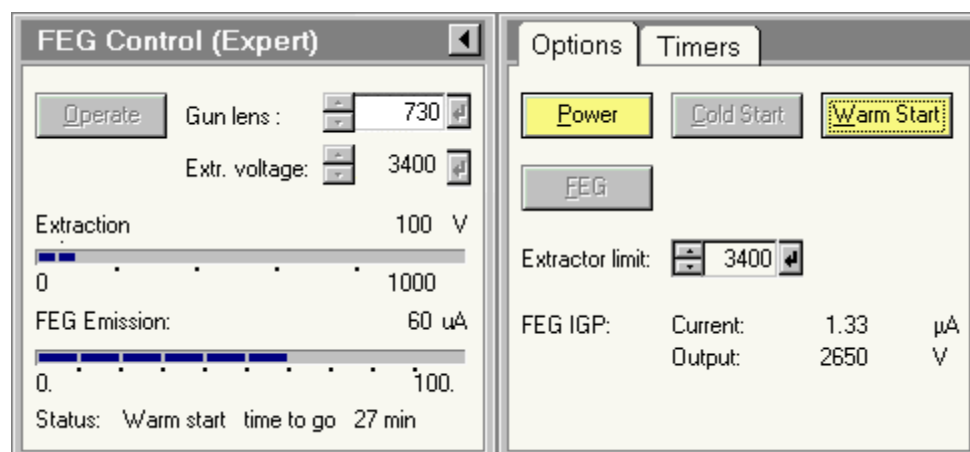 FEG Control (Expert)
Operate
Gun lens : 730
Extr. voltage: 3400
Extraction 100 V
0 1000
FEG Emission: 60 uA
0. 100.
Status: Warm start time to go 27 min
Options Timers
Power Cold Start Warm Start
FEG
Extractor limit: 3400
FEG IGP: Current: 1.33 µA
Output: 2650 V